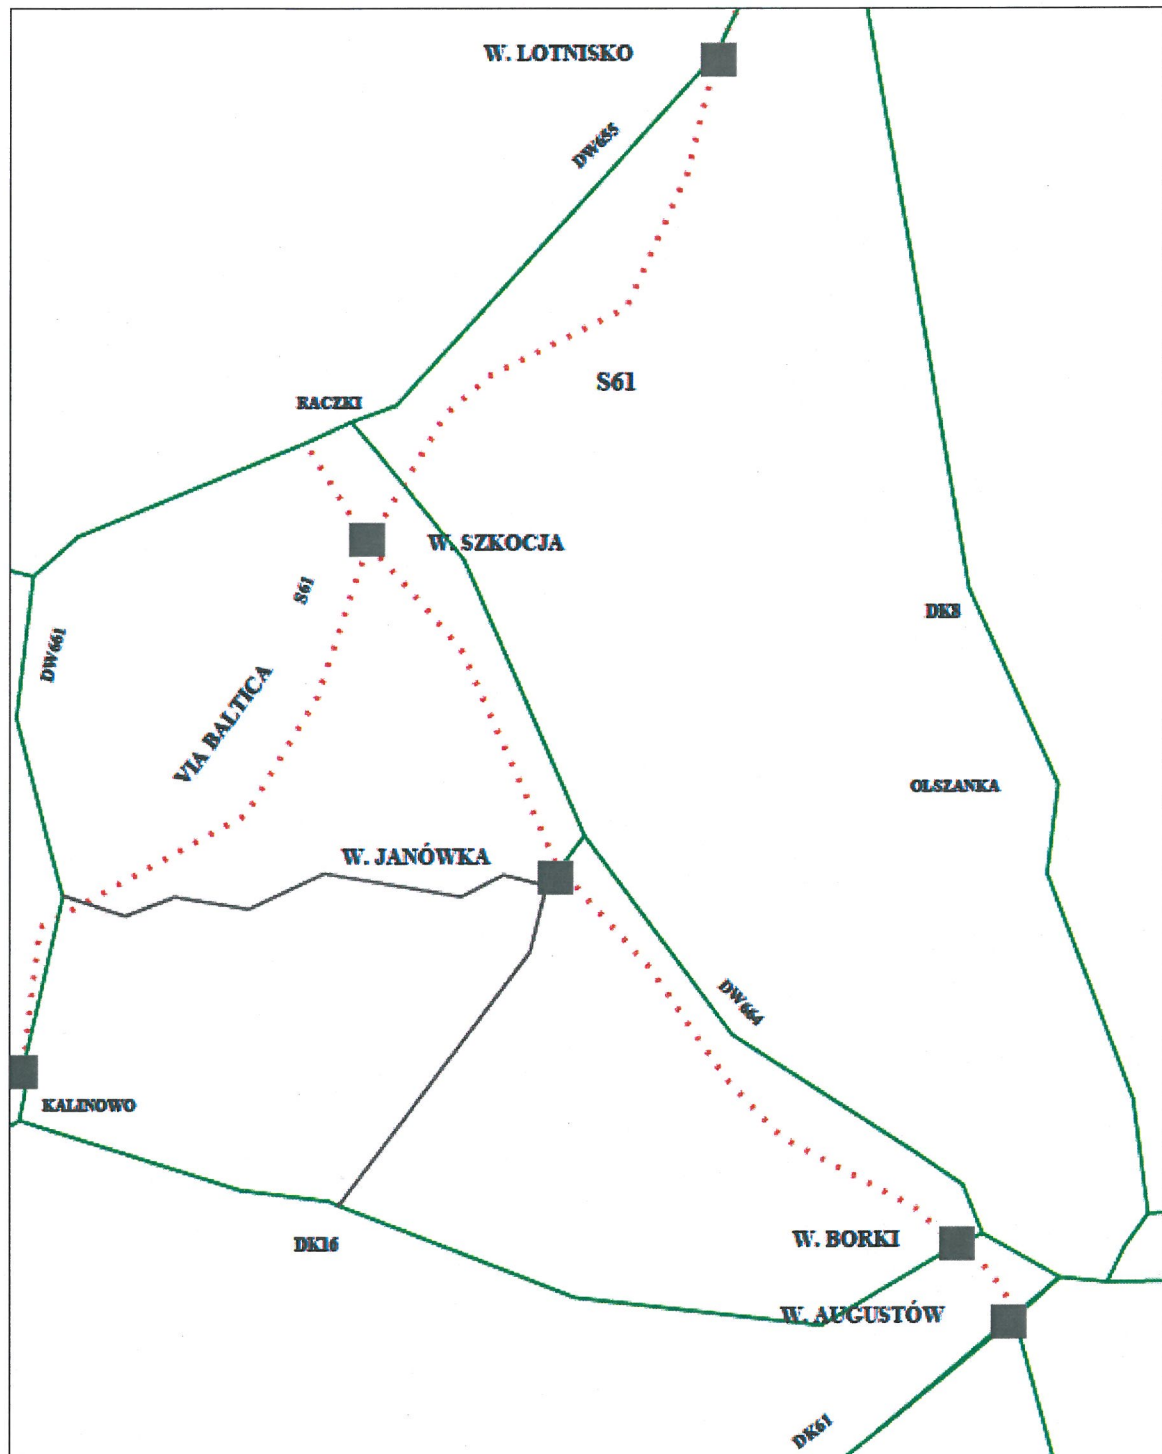 W. LOTNISKO
DW655
S61
RACZKI
W. SZKOCJA
S61
DK8
DW661
VIA BALTICA
OLSZANKA
W. JANÓWKA
DW664
KALINOWO
W. BORKI
DK16
W. AUGUSTÓW
DK61